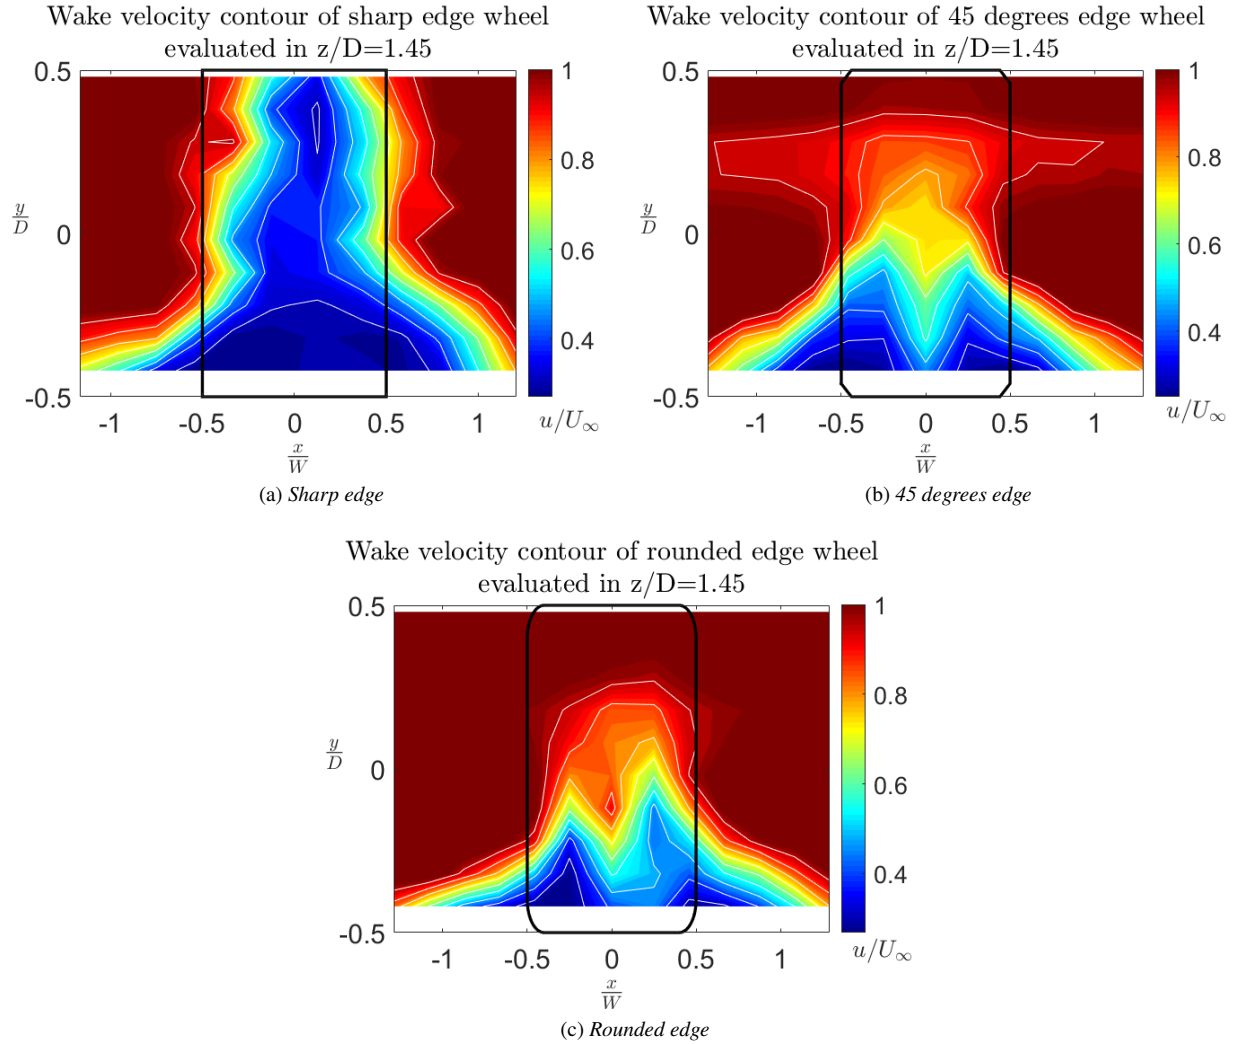 Wake velocity contour of sharp edge wheel
evaluated in z/D=1.45
0.5
0
-0.5
y/D
-1 -0.5 0 0.5 1
x/W
1
0.8
0.6
0.4
u/U∞
(a) Sharp edge
Wake velocity contour of 45 degrees edge wheel
evaluated in z/D=1.45
0.5
0
-0.5
y/D
-1 -0.5 0 0.5 1
x/W
1
0.8
0.6
0.4
u/U∞
(b) 45 degrees edge
Wake velocity contour of rounded edge wheel
evaluated in z/D=1.45
0.5
0
-0.5
y/D
-1 -0.5 0 0.5 1
x/W
1
0.8
0.6
0.4
u/U∞
(c) Rounded edge